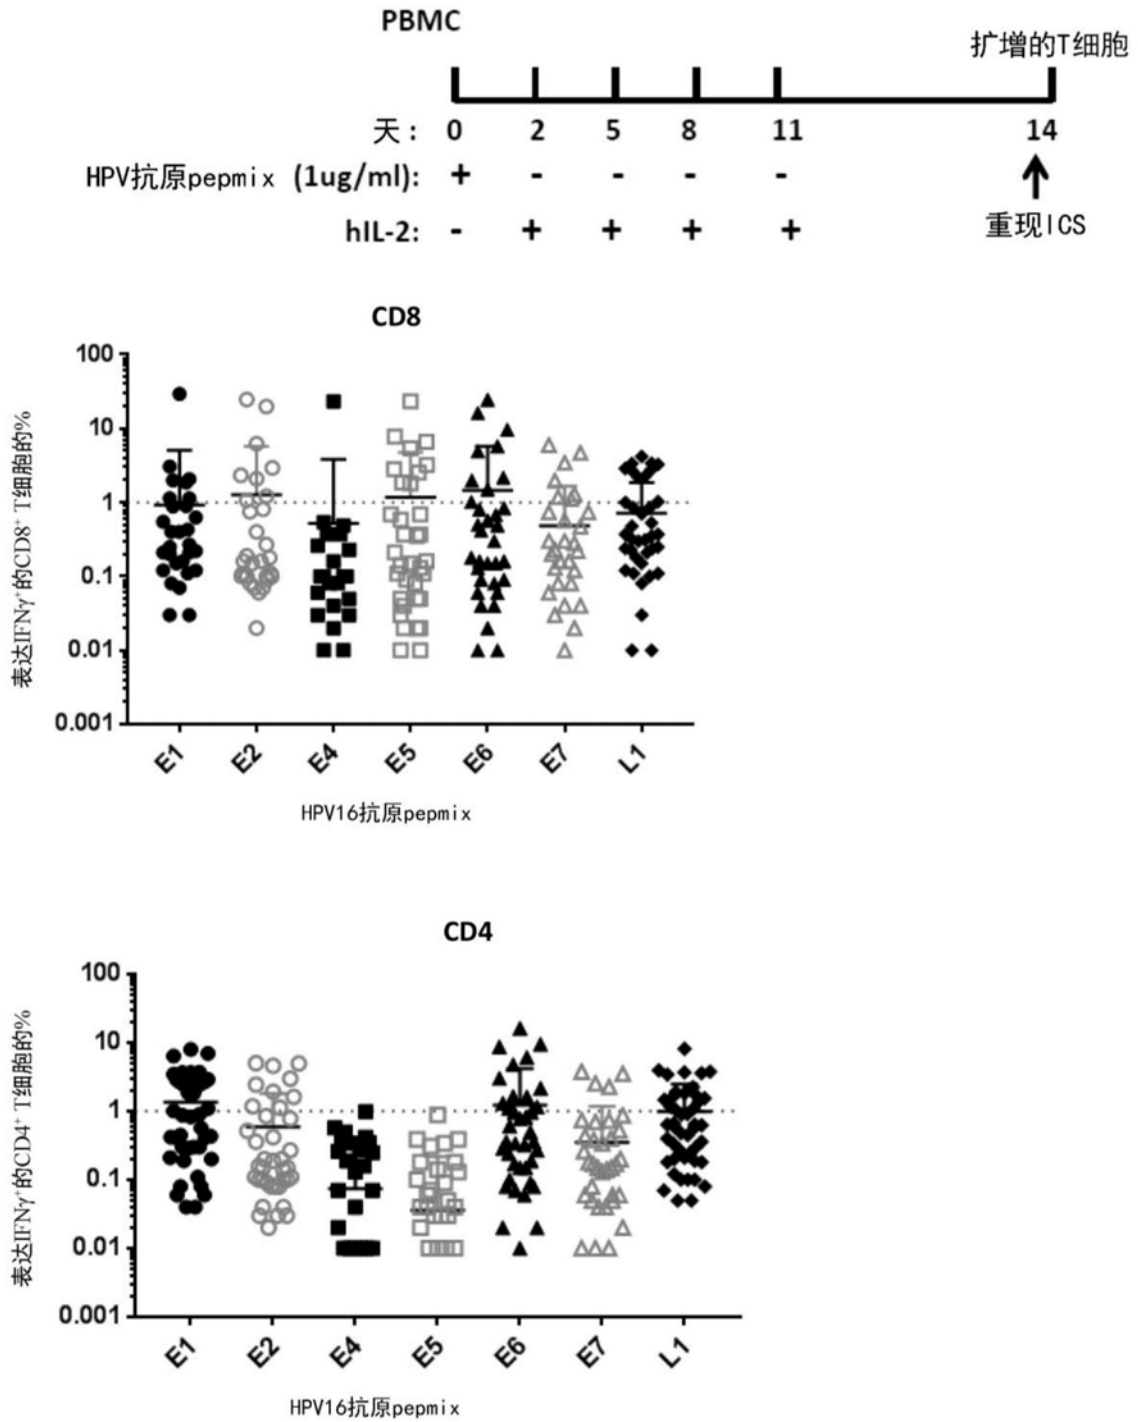 PBMC
扩增的T细胞
天: 0 2 5 8 11 14
HPV抗原pepmix (1ug/ml): + - - - -
hIL-2: - + + + +
重现ICS
CD8
表达IFNγ+的CD8+ T细胞的%
100
10
1
0.1
0.01
0.001
E1 E2 E4 E5 E6 E7 L1
HPV16抗原pepmix
CD4
表达IFNγ+的CD4+ T细胞的%
100
10
1
0.1
0.01
0.001
E1 E2 E4 E5 E6 E7 L1
HPV16抗原pepmix